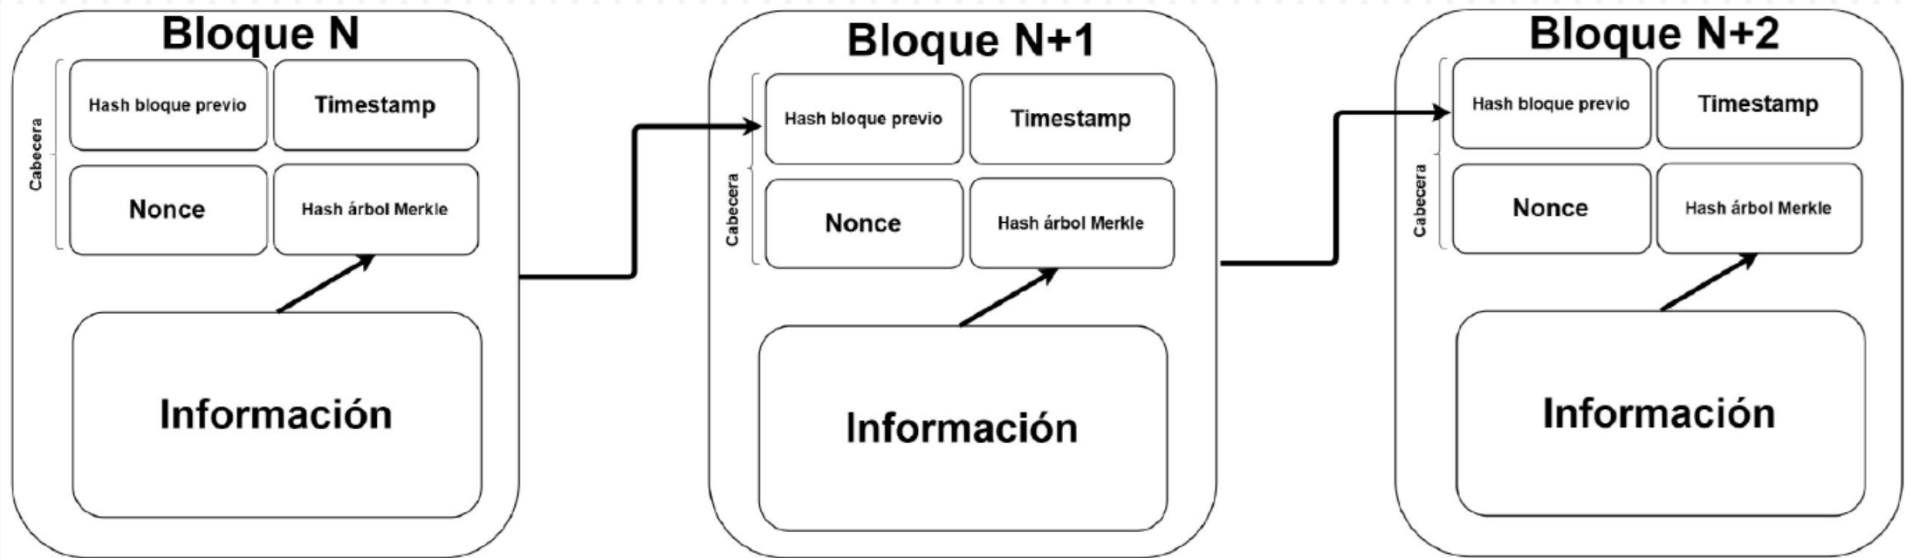 Bloque N
Hash bloque previo
Timestamp
Cabecera
Nonce
Hash árbol Merkle
Información
Bloque N+1
Hash bloque previo
Timestamp
Cabecera
Nonce
Hash árbol Merkle
Información
Bloque N+2
Hash bloque previo
Timestamp
Cabecera
Nonce
Hash árbol Merkle
Información